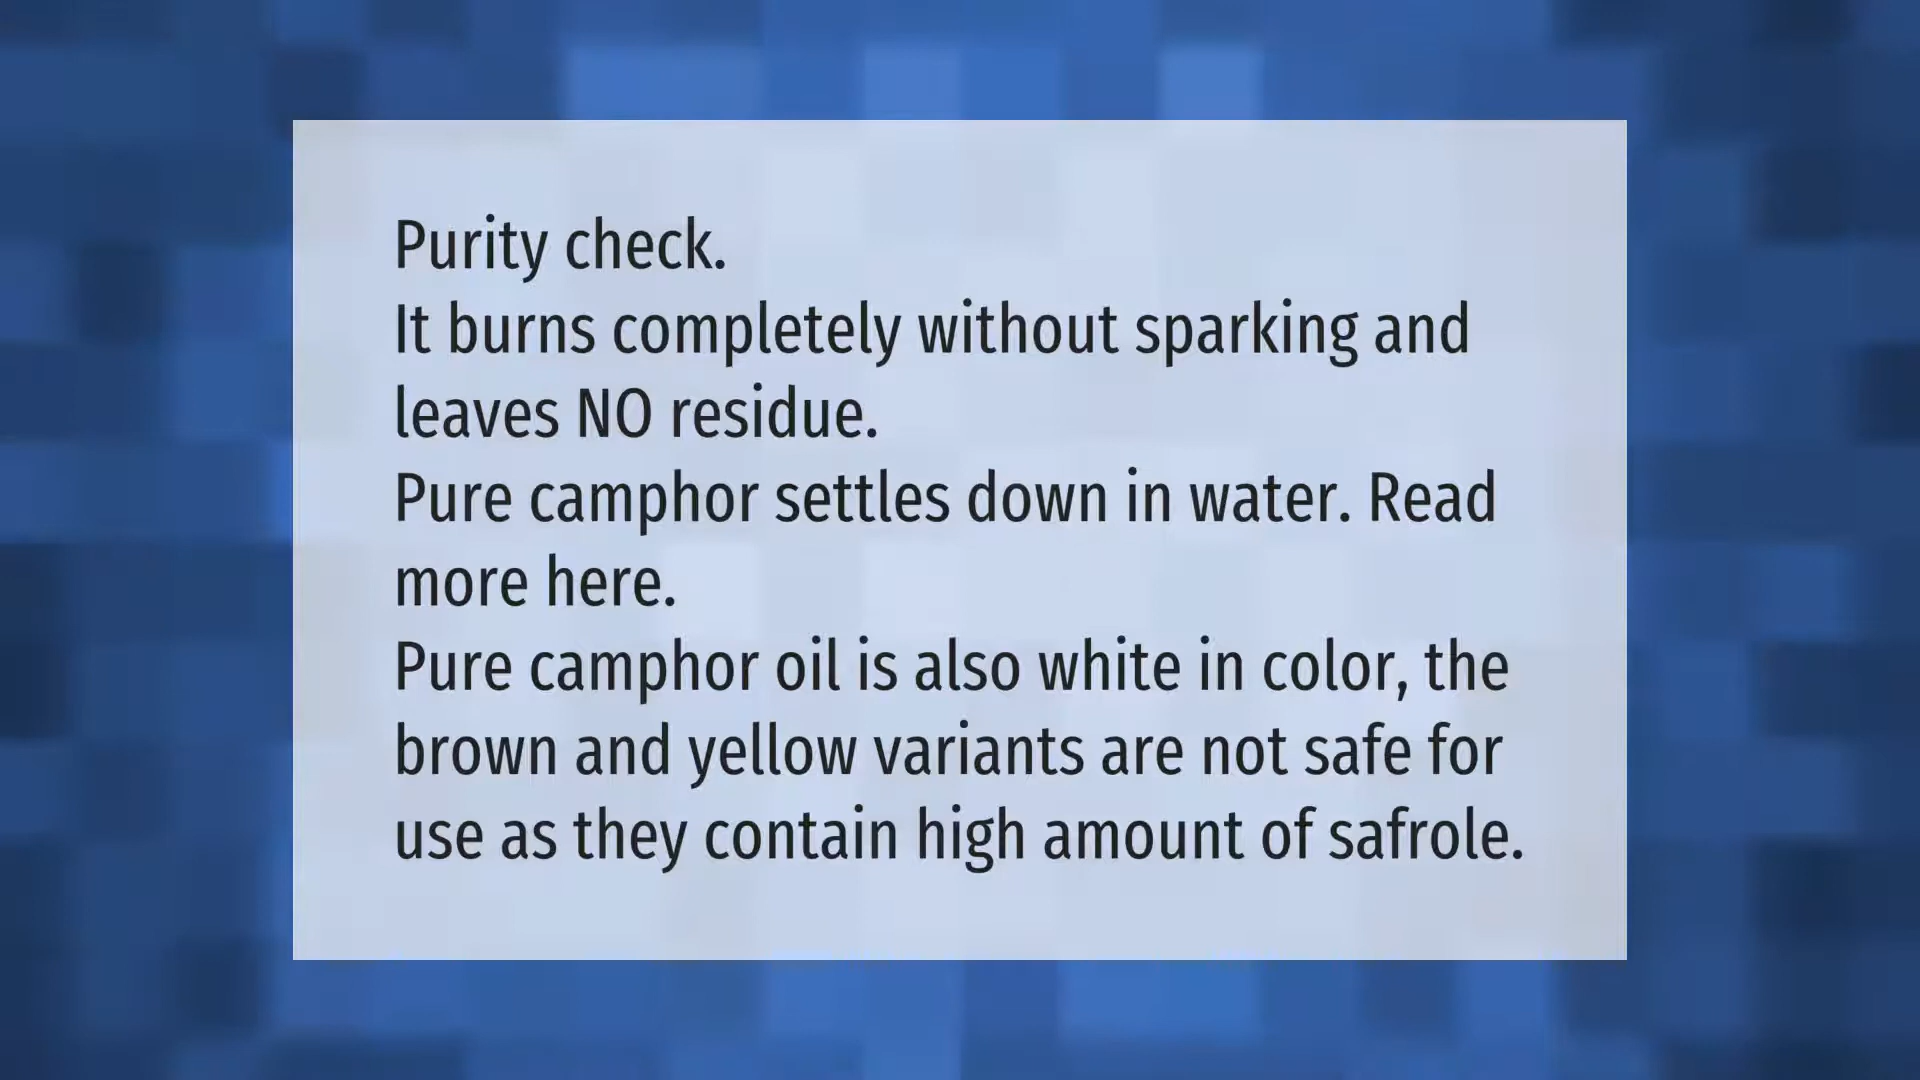 Purity check.
It burns completely without sparking and
leaves NO residue.
Pure camphor settles down in water. Read
more here.
Pure camphor oil is also white in color, the
brown and yellow variants are not safe for
use as they contain high amount of safrole.